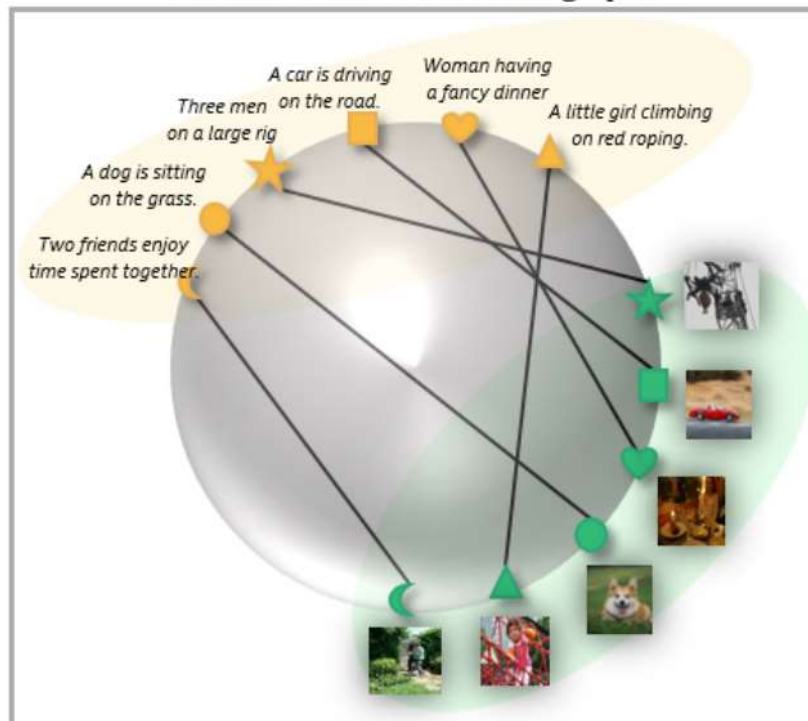 A car is driving
on the road.
Woman having
a fancy dinner
Three men
on a large rig
A little girl climbing
on red roping.
A dog is sitting
on the grass.
Two friends enjoy
time spent together.